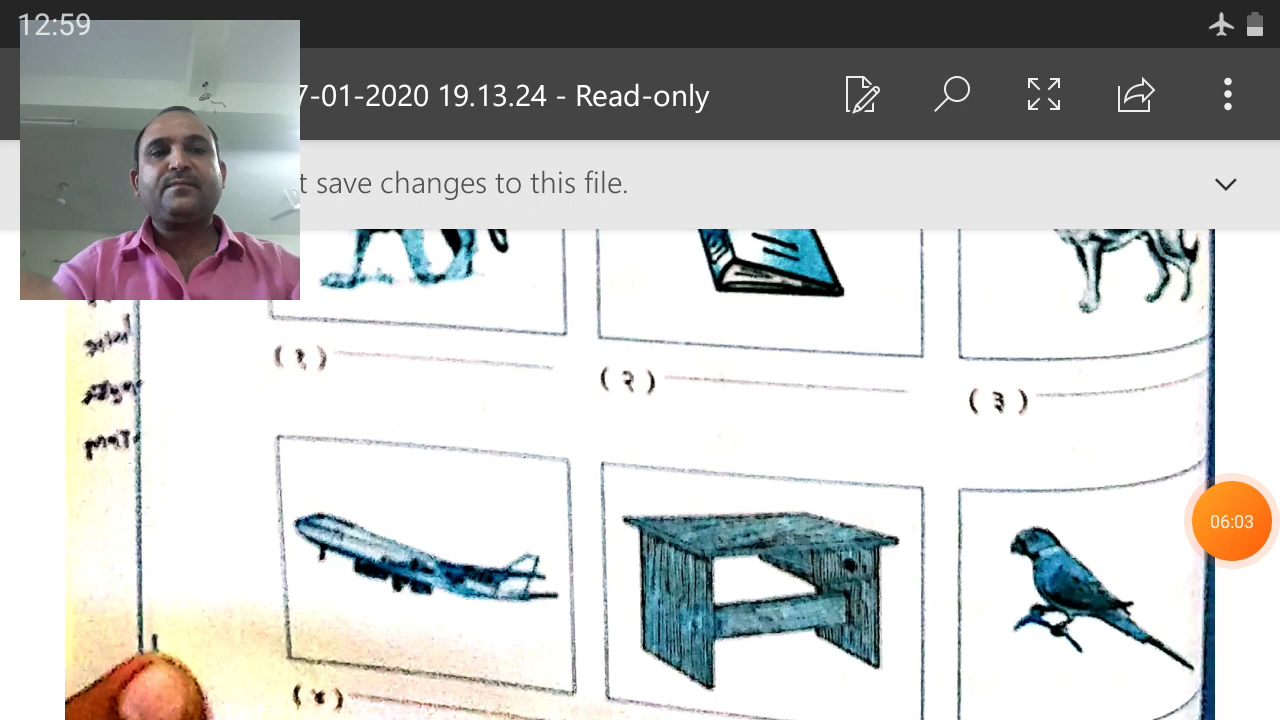 12:59
7-01-2020 19.13.24 - Read-only
t save changes to this file.
( १ )
( २ )
( ३ )
06:03
( ४ )